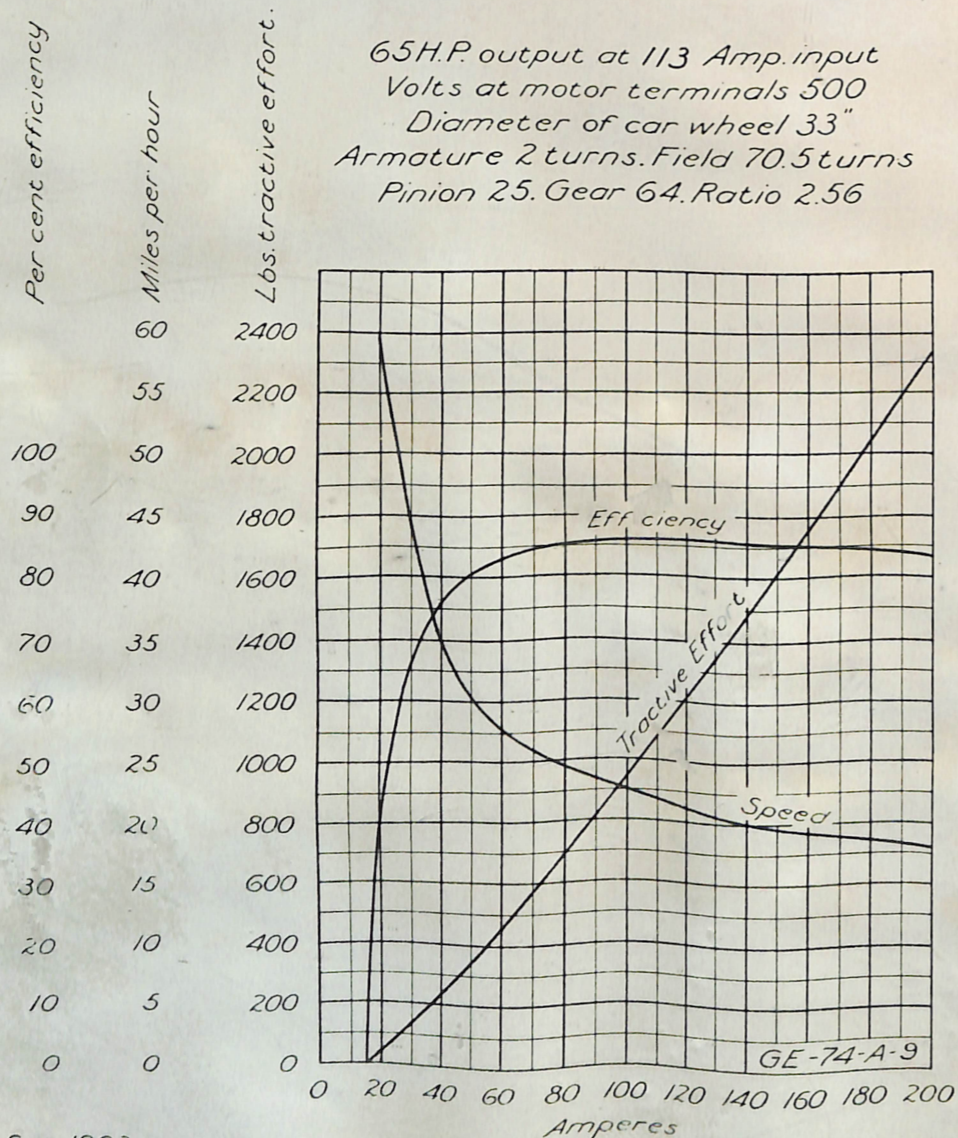 65 H.P. output at 113 Amp. input
Volts at motor terminals 500
Diameter of car wheel 33"
Armature 2 turns. Field 70.5 turns
Pinion 25. Gear 64. Ratio 2.56
Per cent efficiency
Miles per hour
Lbs. tractive effort.
60 2400
55 2200
100 50 2000
90 45 1800
80 40 1600
70 35 1400
60 30 1200
50 25 1000
40 20 800
30 15 600
20 10 400
10 5 200
0 0 0
Eff ciency
Tractive Effort
Speed
GE-74-A-9
0 20 40 60 80 100 120 140 160 180 200
Amperes